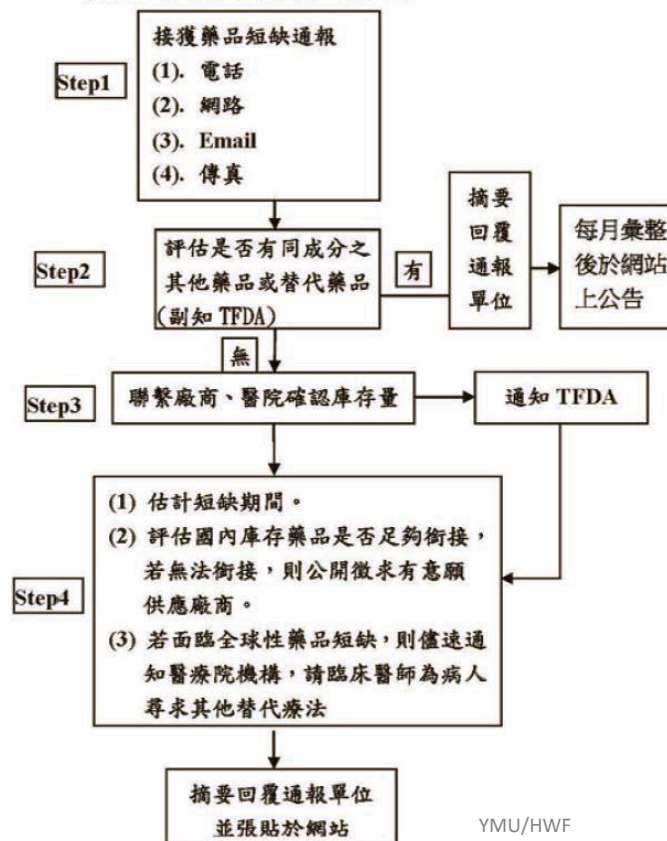 Step1
接獲藥品短缺通報
(1). 電話
(2). 網路
(3). Email
(4). 傳真
Step2
評估是否有同成分之
其他藥品或替代藥品
(副知 TFDA)
有
摘要
回覆
通報
單位
每月彙整
後於網站
上公告
無
Step3
聯繫廠商、醫院確認庫存量
通知 TFDA
Step4
(1) 估計短缺期間。
(2) 評估國內庫存藥品是否足夠銜接，
若無法銜接，則公開徵求有意願
供應廠商。
(3) 若面臨全球性藥品短缺，則儘速通
知醫療院機構，請臨床醫師為病人
尋求其他替代療法
摘要回覆通報單位
並張貼於網站
YMU/HWF